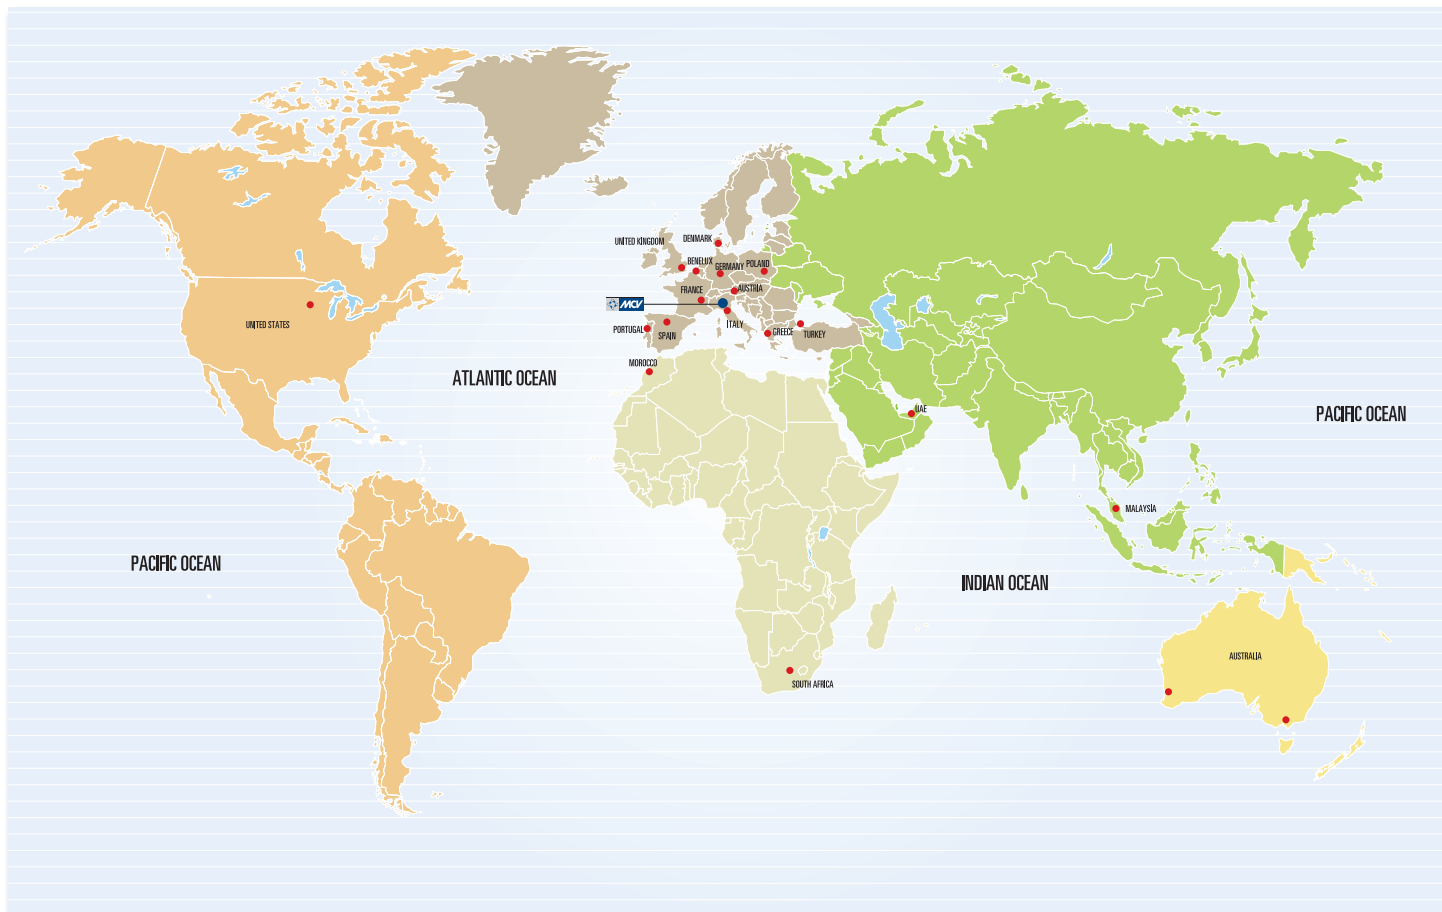 UNITED KINGDOM
DENMARK
BENELUX
GERMANY
POLAND
FRANCE
AUSTRIA
MCV
UNITED STATES
PORTUGAL
SPAIN
ITALY
GREECE
TURKEY
MOROCCO
ATLANTIC OCEAN
UAE
PACIFIC OCEAN
MALAYSIA
PACIFIC OCEAN
INDIAN OCEAN
AUSTRALIA
SOUTH AFRICA